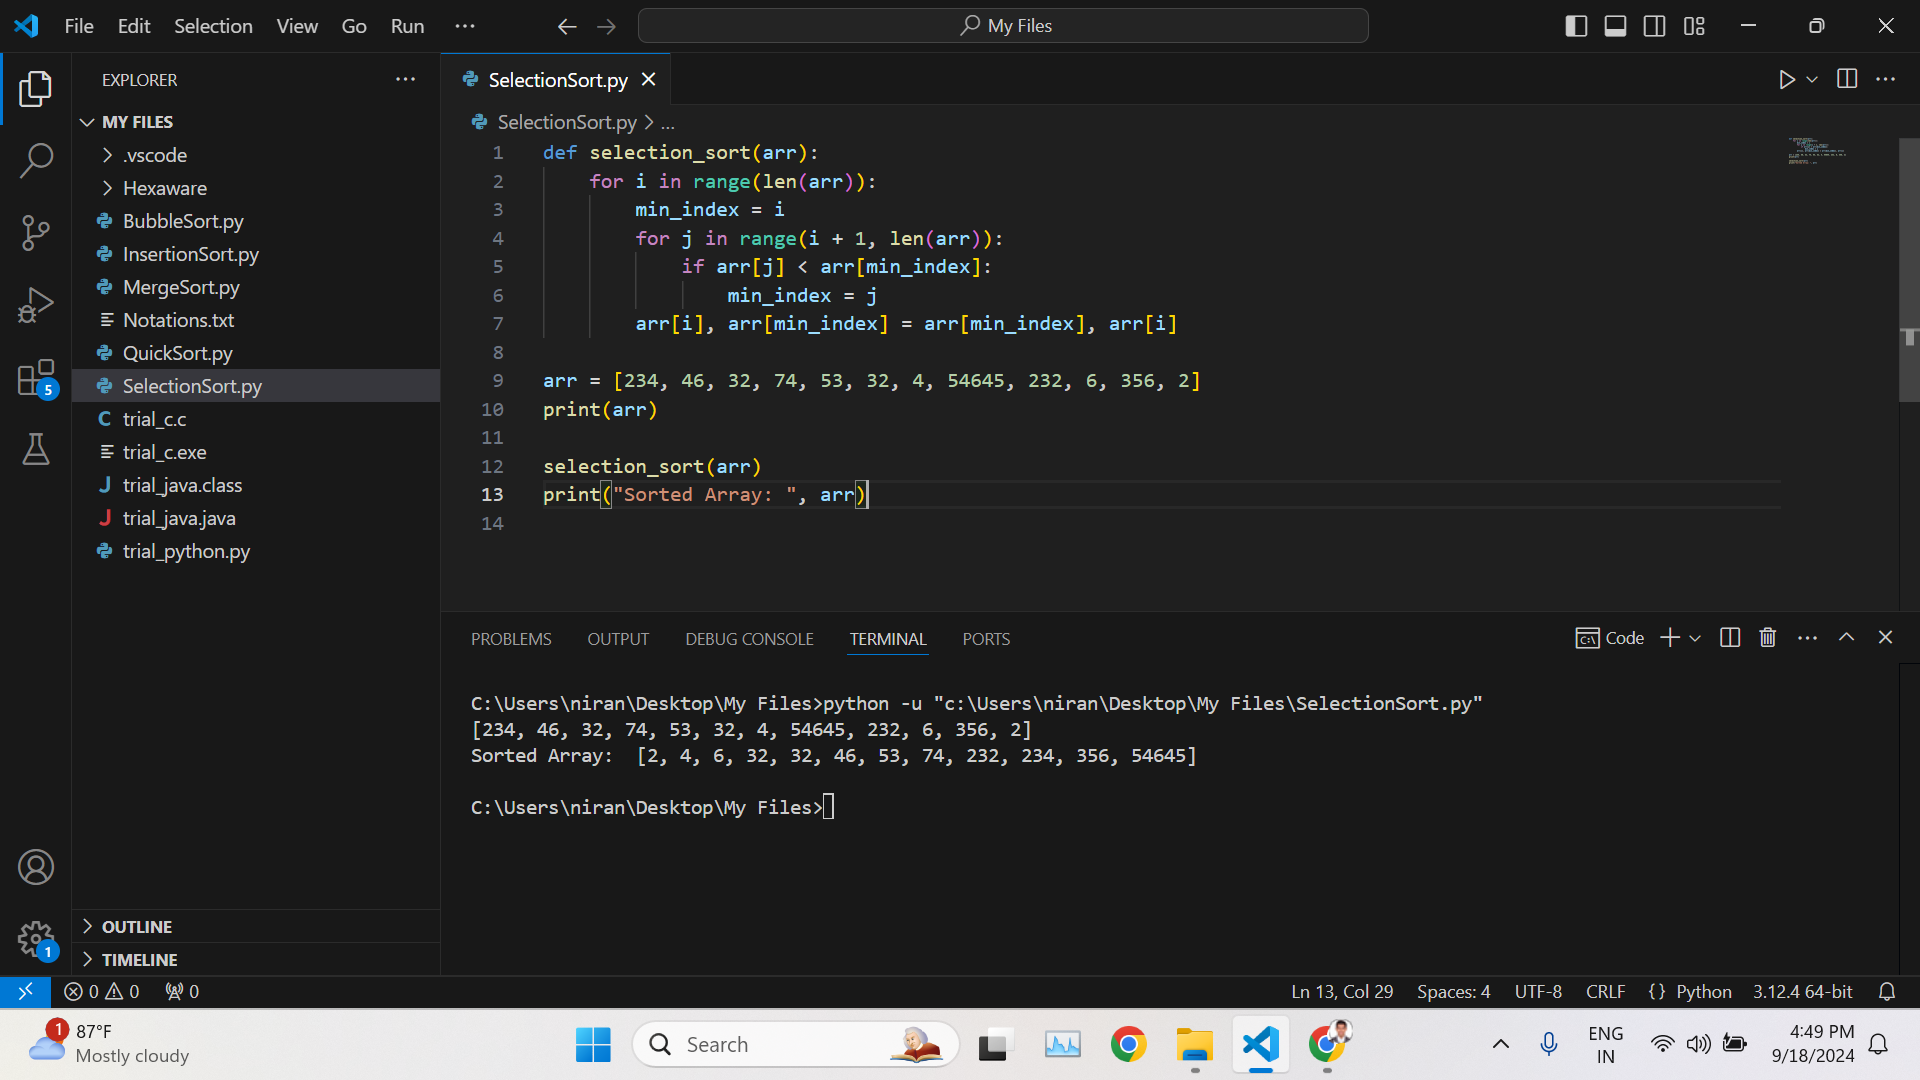 File Edit Selection View Go Run ...
My Files
EXPLORER
MY FILES
.vscode
Hexaware
BubbleSort.py
InsertionSort.py
MergeSort.py
Notations.txt
QuickSort.py
SelectionSort.py
C trial_c.c
trial_c.exe
J trial_java.class
J trial_java.java
trial_python.py
OUTLINE
TIMELINE
5
1
SelectionSort.py
SelectionSort.py > ...
1 def selection_sort(arr):
2     for i in range(len(arr)):
3         min_index = i
4         for j in range(i + 1, len(arr)):
5             if arr[j] < arr[min_index]:
6                 min_index = j
7         arr[i], arr[min_index] = arr[min_index], arr[i]
8
9 arr = [234, 46, 32, 74, 53, 32, 4, 54645, 232, 6, 356, 2]
10 print(arr)
11
12 selection_sort(arr)
13 print("Sorted Array: ", arr)
14
PROBLEMS OUTPUT DEBUG CONSOLE TERMINAL PORTS
Code
C:\Users\niran\Desktop\My Files>python -u "c:\Users\niran\Desktop\My Files\SelectionSort.py"
[234, 46, 32, 74, 53, 32, 4, 54645, 232, 6, 356, 2]
Sorted Array:  [2, 4, 6, 32, 32, 46, 53, 74, 232, 234, 356, 54645]
C:\Users\niran\Desktop\My Files>
0 0 0
Ln 13, Col 29 Spaces: 4 UTF-8 CRLF {} Python 3.12.4 64-bit
1
87°F
Mostly cloudy
Search
ENG
IN
4:49 PM
9/18/2024